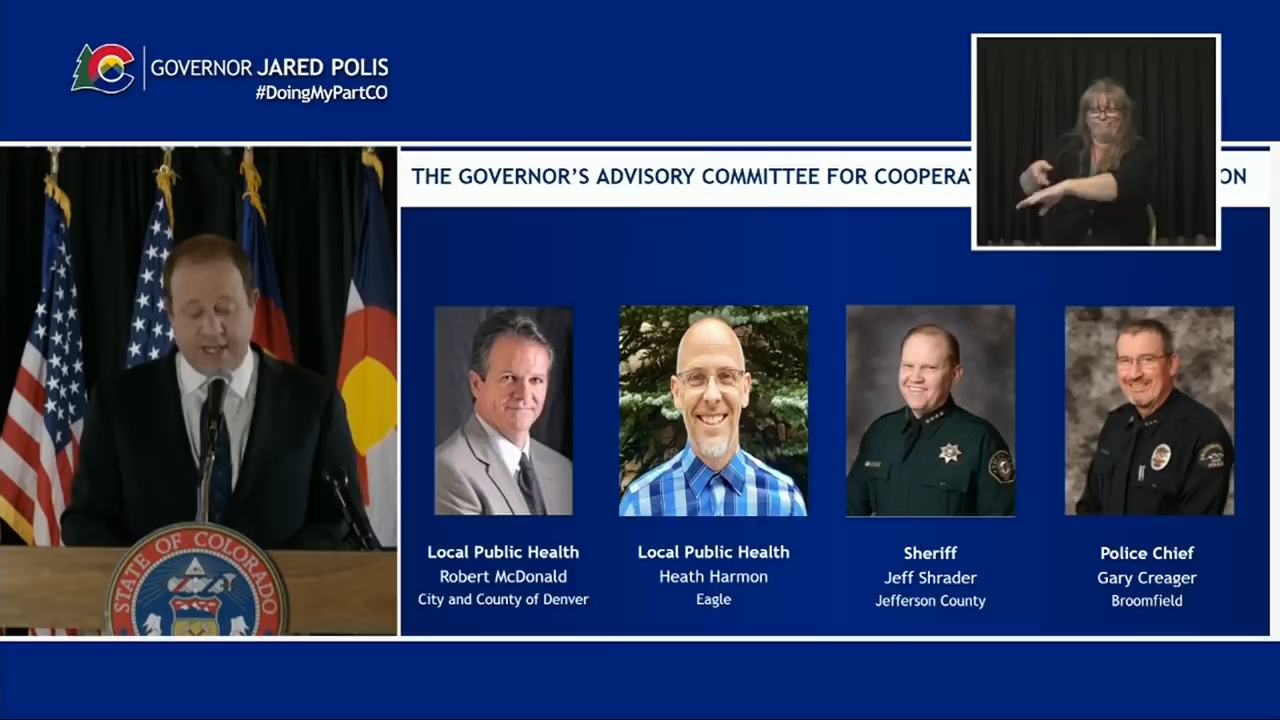 GOVERNOR JARED POLIS
#DoingMyPartCO
THE GOVERNOR'S ADVISORY COMMITTEE FOR COOPERAT ON
STATE OF COLORADO
Local Public Health
Robert McDonald
City and County of Denver
Local Public Health
Heath Harmon
Eagle
Sheriff
Jeff Shrader
Jefferson County
Police Chief
Gary Creager
Broomfield